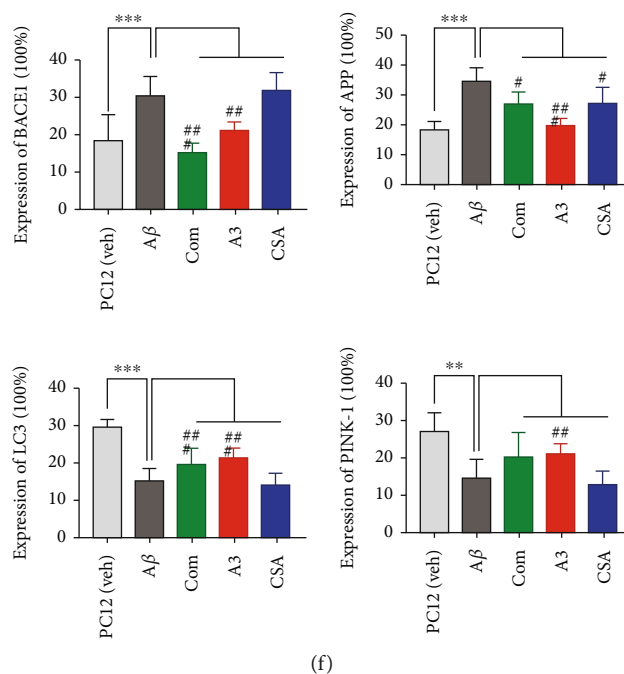 ***
Expression of BACE1 (100%)
40
30
20
10
0
##
#
##
PC12 (veh)
Aβ
Com
A3
CSA
***
Expression of APP (100%)
50
40
30
20
10
0
#
##
#
#
PC12 (veh)
Aβ
Com
A3
CSA
***
Expression of LC3 (100%)
40
30
20
10
0
##
#
##
#
PC12 (veh)
Aβ
Com
A3
CSA
**
Expression of PINK-1 (100%)
40
30
20
10
0
##
PC12 (veh)
Aβ
Com
A3
CSA
(f)